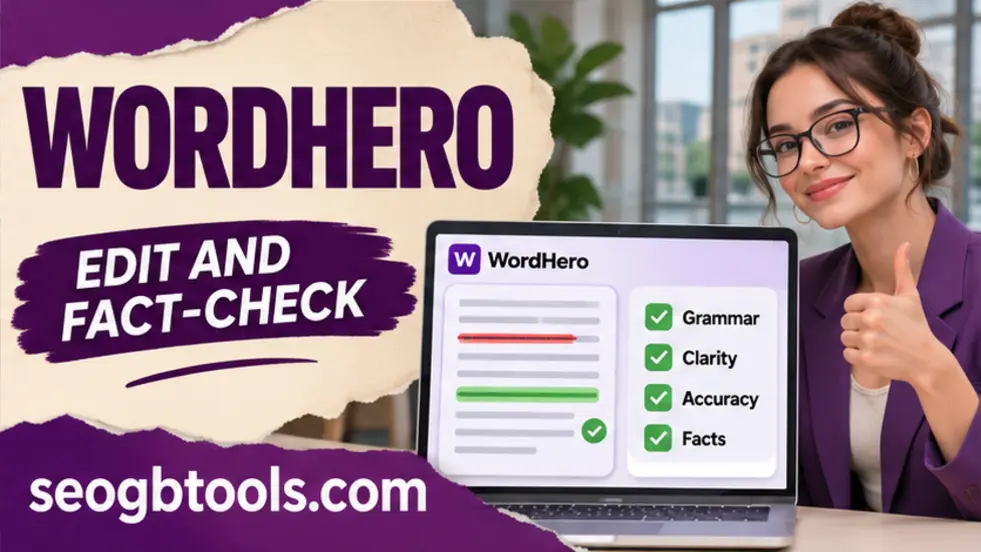 WORDHERO
EDIT AND
FACT-CHECK
seogbtools.com
W WordHero
Grammar
Clarity
Accuracy
Facts